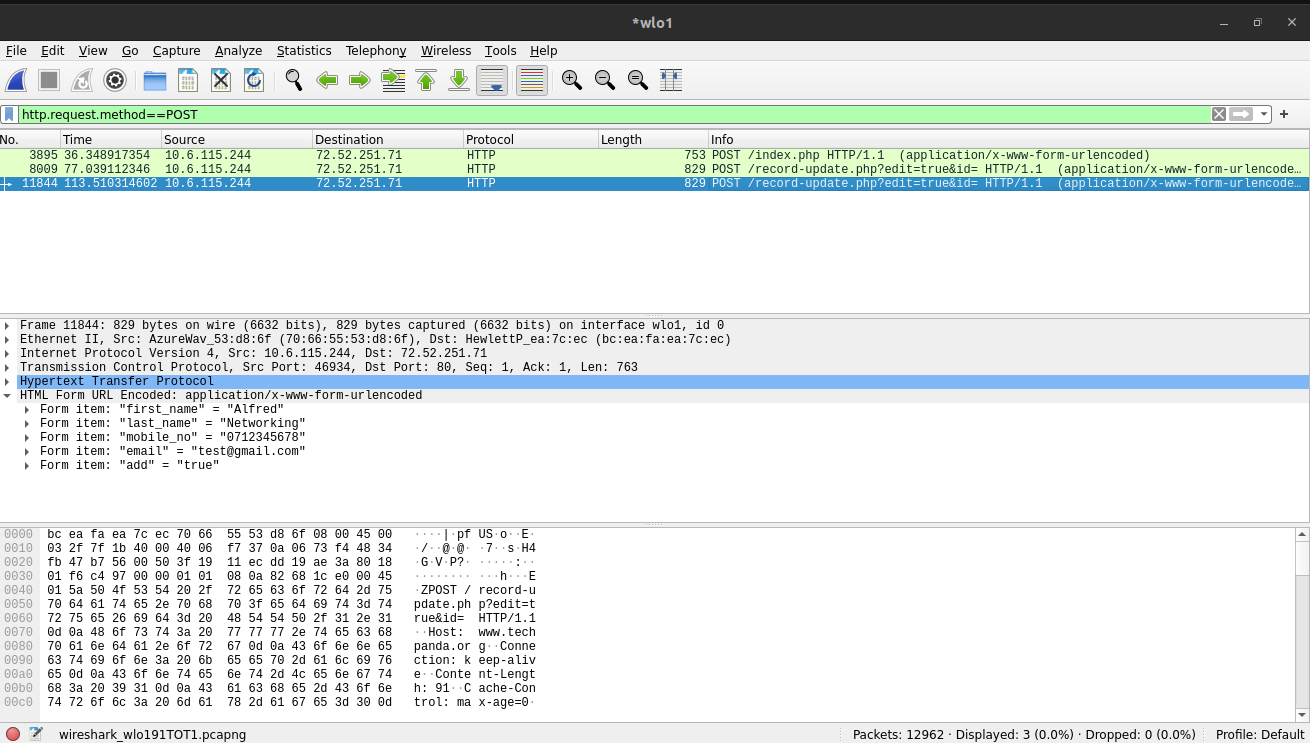 *wlo1
File Edit View Go Capture Analyze Statistics Telephony Wireless Tools Help
http.request.method==POST
No. Time Source Destination Protocol Length Info
3895 36.348917354 10.6.115.244 72.52.251.71 HTTP 753 POST /index.php HTTP/1.1 (application/x-www-form-urlencoded)
8009 77.039112346 10.6.115.244 72.52.251.71 HTTP 829 POST /record-update.php?edit=true&id= HTTP/1.1 (application/x-www-form-urlencode…
11844 113.510314602 10.6.115.244 72.52.251.71 HTTP 829 POST /record-update.php?edit=true&id= HTTP/1.1 (application/x-www-form-urlencode…
Frame 11844: 829 bytes on wire (6632 bits), 829 bytes captured (6632 bits) on interface wlo1, id 0
Ethernet II, Src: AzureWav_53:d8:6f (70:66:55:53:d8:6f), Dst: HewlettP_ea:7c:ec (bc:ea:fa:ea:7c:ec)
Internet Protocol Version 4, Src: 10.6.115.244, Dst: 72.52.251.71
Transmission Control Protocol, Src Port: 46934, Dst Port: 80, Seq: 1, Ack: 1, Len: 763
Hypertext Transfer Protocol
HTML Form URL Encoded: application/x-www-form-urlencoded
Form item: "first_name" = "Alfred"
Form item: "last_name" = "Networking"
Form item: "mobile_no" = "0712345678"
Form item: "email" = "test@gmail.com"
Form item: "add" = "true"
0000 bc ea fa ea 7c ec 70 66 55 53 d8 6f 08 00 45 00 ····|·pf US·o··E·
0010 03 2f 7f 1b 40 00 40 06 f7 37 0a 06 73 f4 48 34 ·/··@·@· ·7··s·H4
0020 fb 47 b7 56 00 50 3f 19 11 ec dd 19 ae 3a 80 18 ·G·V·P?· ·····:··
0030 01 f6 c4 97 00 00 01 01 08 0a 82 68 1c e0 00 45 ········ ···h···E
0040 01 5a 50 4f 53 54 20 2f 72 65 63 6f 72 64 2d 75 ·ZPOST / record-u
0050 70 64 61 74 65 2e 70 68 70 3f 65 64 69 74 3d 74 pdate.ph p?edit=t
0060 72 75 65 26 69 64 3d 20 48 54 54 50 2f 31 2e 31 rue&id= HTTP/1.1
0070 0d 0a 48 6f 73 74 3a 20 77 77 77 2e 74 65 63 68 ··Host: www.tech
0080 70 61 6e 64 61 2e 6f 72 67 0d 0a 43 6f 6e 6e 65 panda.or g··Conne
0090 63 74 69 6f 6e 3a 20 6b 65 65 70 2d 61 6c 69 76 ction: k eep-aliv
00a0 65 0d 0a 43 6f 6e 74 65 6e 74 2d 4c 65 6e 67 74 e··Conte nt-Lengt
00b0 68 3a 20 39 31 0d 0a 43 61 63 68 65 2d 43 6f 6e h: 91··C ache-Con
00c0 74 72 6f 6c 3a 20 6d 61 78 2d 61 67 65 3d 30 0d trol: ma x-age=0·
wireshark_wlo191TOT1.pcapng Packets: 12962 · Displayed: 3 (0.0%) · Dropped: 0 (0.0%) Profile: Default